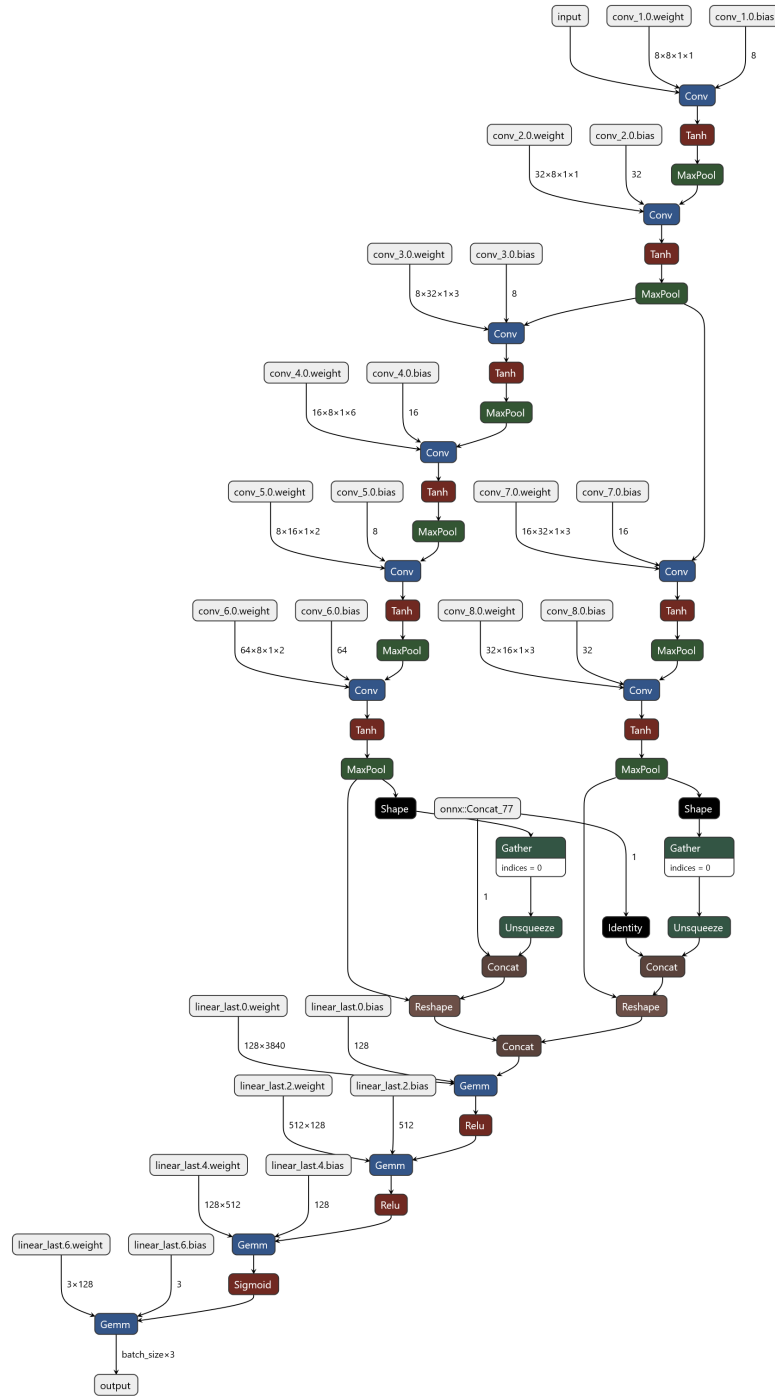 input
conv_1.0.weight
conv_1.0.bias
8×8×1×1
8
Conv
Tanh
conv_2.0.weight
conv_2.0.bias
MaxPool
32×8×1×1
32
Conv
Tanh
conv_3.0.weight
conv_3.0.bias
MaxPool
8×32×1×3
8
Conv
Tanh
conv_4.0.weight
conv_4.0.bias
MaxPool
16×8×1×6
16
Conv
Tanh
conv_5.0.weight
conv_5.0.bias
conv_7.0.weight
conv_7.0.bias
MaxPool
8×16×1×2
8
16×32×1×3
16
Conv
Conv
Tanh
Tanh
conv_6.0.weight
conv_6.0.bias
conv_8.0.weight
conv_8.0.bias
MaxPool
MaxPool
64×8×1×2
64
32×16×1×3
32
Conv
Conv
Tanh
Tanh
MaxPool
MaxPool
Shape
onnx::Concat_77
Shape
Gather
indices = 0
Gather
indices = 0
1
1
Unsqueeze
Identity
Unsqueeze
Concat
Concat
linear_last.0.weight
linear_last.0.bias
Reshape
Reshape
128×3840
128
Concat
linear_last.2.weight
linear_last.2.bias
Gemm
512×128
512
Relu
linear_last.4.weight
linear_last.4.bias
Gemm
128×512
128
Relu
linear_last.6.weight
linear_last.6.bias
Gemm
3×128
3
Sigmoid
Gemm
batch_size×3
output